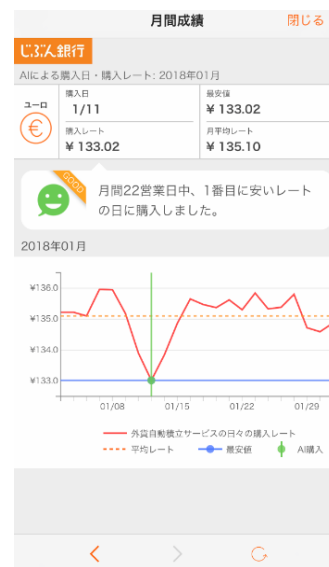 月間成績
閉じる
じぶん銀行
AIによる購入日・購入レート: 2018年01月
ユーロ
€
購入日
1/11
最安値
¥ 133.02
購入レート
¥ 133.02
月平均レート
¥ 135.10
GOOD
月間22営業日中、1番目に安いレート
の日に購入しました。
2018年01月
¥136.0
¥135.0
¥134.0
¥133.0
01/08 01/15 01/22 01/29
外貨自動積立サービスの日々の購入レート
平均レート 最安値 AI購入